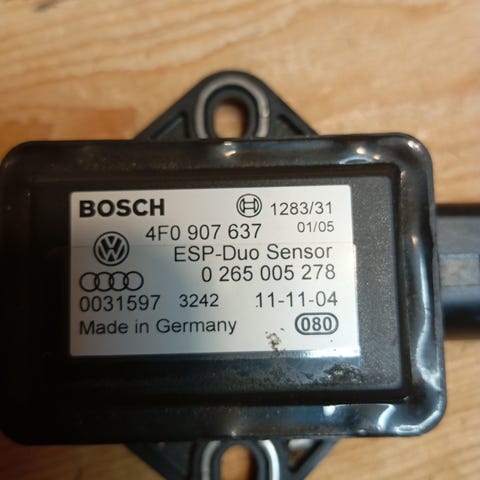 BOSCH 1283/31
4F0 907 637 01/05
ESP-Duo Sensor
0 265 005 278
0031597 3242 11-11-04
Made in Germany 080